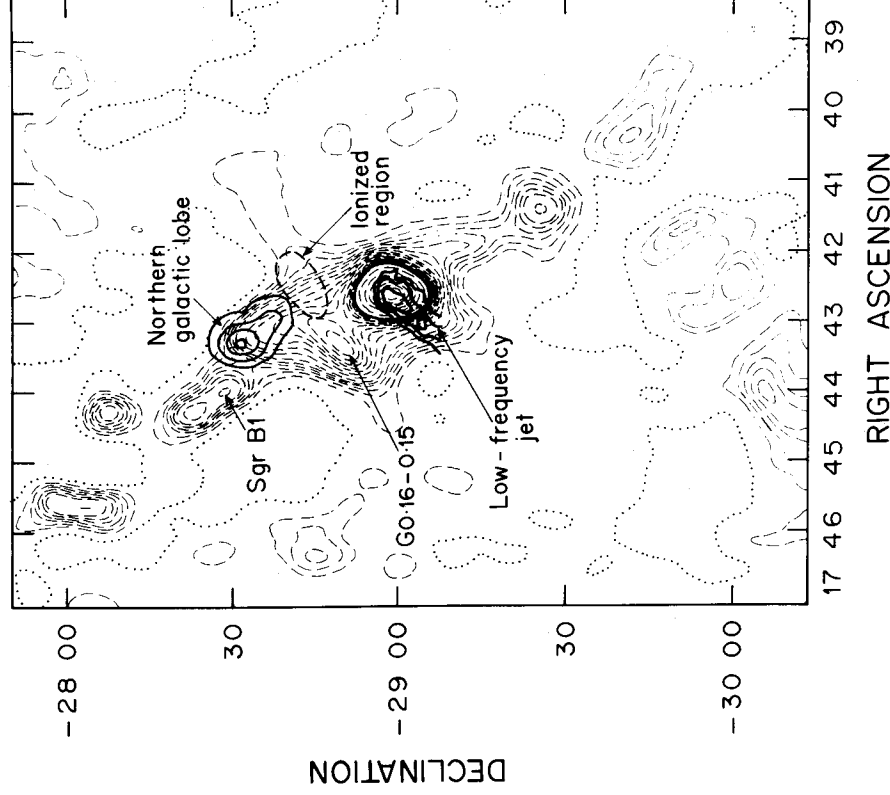 Northern
galactic lobe
Ionized
region
Sgr B1
G0·16-0·15
Low-frequency
jet
-28 00
30
-29 00
30
-30 00
DECLINATION
17 46 45 44 43 42 41 40 39
RIGHT ASCENSION